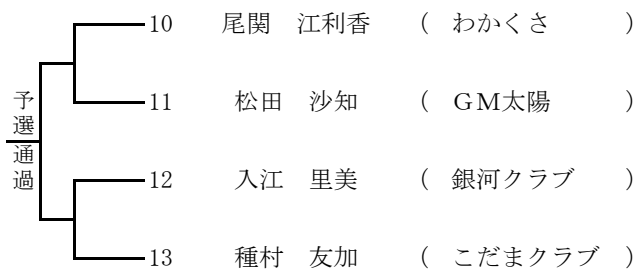 予選通過
10 尾関 江利香 ( わかくさ )
11 松田 沙知 ( GM太陽 )
12 入江 里美 ( 銀河クラブ )
13 種村 友加 ( こだまクラブ )